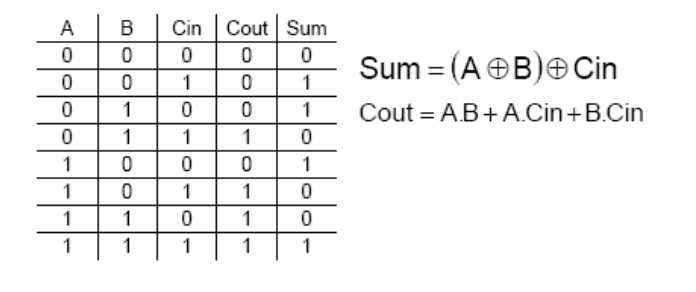 A B Cin Cout Sum
0 0 0 0 0
0 0 1 0 1
0 1 0 0 1
0 1 1 1 0
1 0 0 0 1
1 0 1 1 0
1 1 0 1 0
1 1 1 1 1
Sum = (A ⊕ B) ⊕ Cin
Cout = A.B + A.Cin + B.Cin